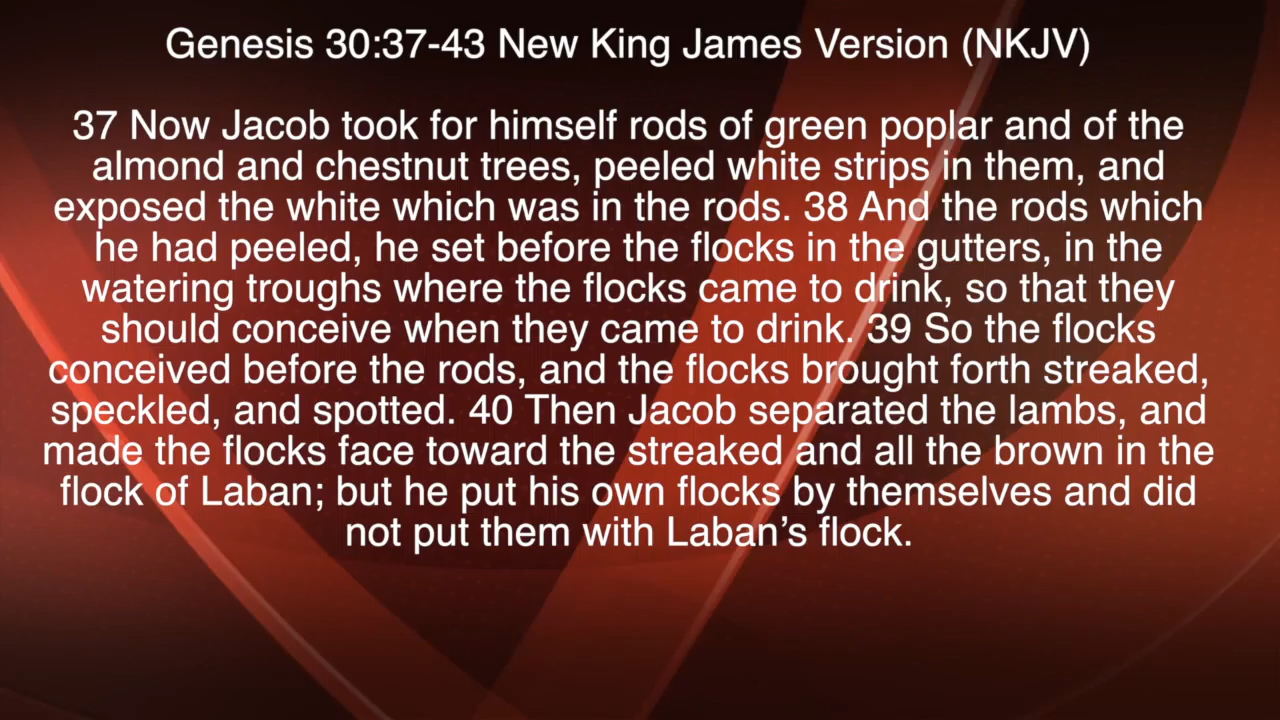 Genesis 30:37-43 New King James Version (NKJV)
37 Now Jacob took for himself rods of green poplar and of the
almond and chestnut trees, peeled white strips in them, and
exposed the white which was in the rods. 38 And the rods which
he had peeled, he set before the flocks in the gutters, in the
watering troughs where the flocks came to drink, so that they
should conceive when they came to drink. 39 So the flocks
conceived before the rods, and the flocks brought forth streaked,
speckled, and spotted. 40 Then Jacob separated the lambs, and
made the flocks face toward the streaked and all the brown in the
flock of Laban; but he put his own flocks by themselves and did
not put them with Laban’s flock.